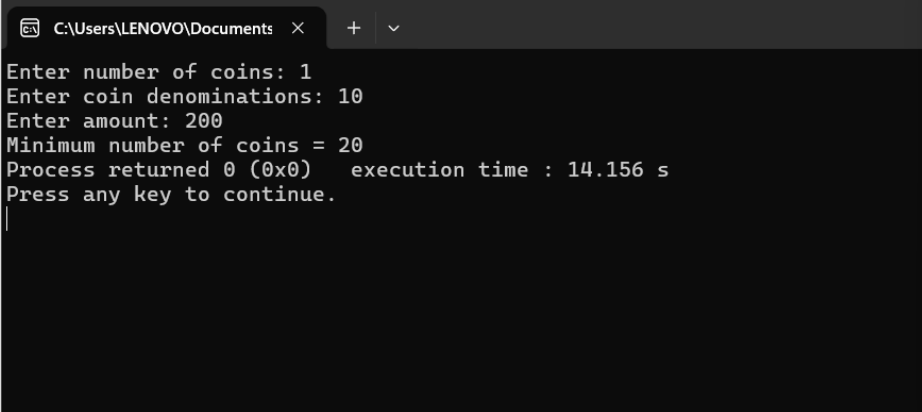 C:\Users\LENOVO\Documents
Enter number of coins: 1
Enter coin denominations: 10
Enter amount: 200
Minimum number of coins = 20
Process returned 0 (0x0)   execution time : 14.156 s
Press any key to continue.